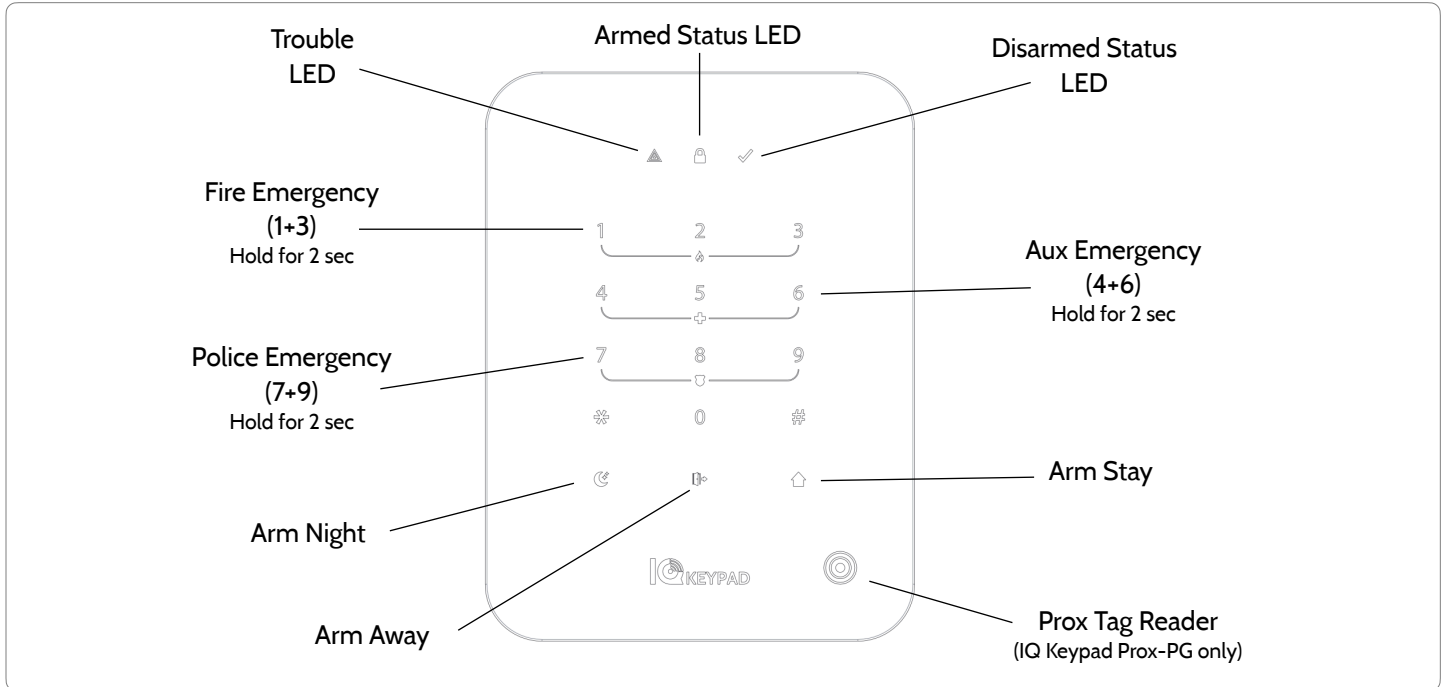 Trouble
LED
Armed Status LED
Disarmed Status
LED
Fire Emergency
(1+3)
Hold for 2 sec
1 2 3
Aux Emergency
(4+6)
Hold for 2 sec
4 5 6
Police Emergency
(7+9)
Hold for 2 sec
7 8 9
* 0 #
Arm Stay
Arm Night
IQ KEYPAD
Arm Away
Prox Tag Reader
(IQ Keypad Prox-PG only)